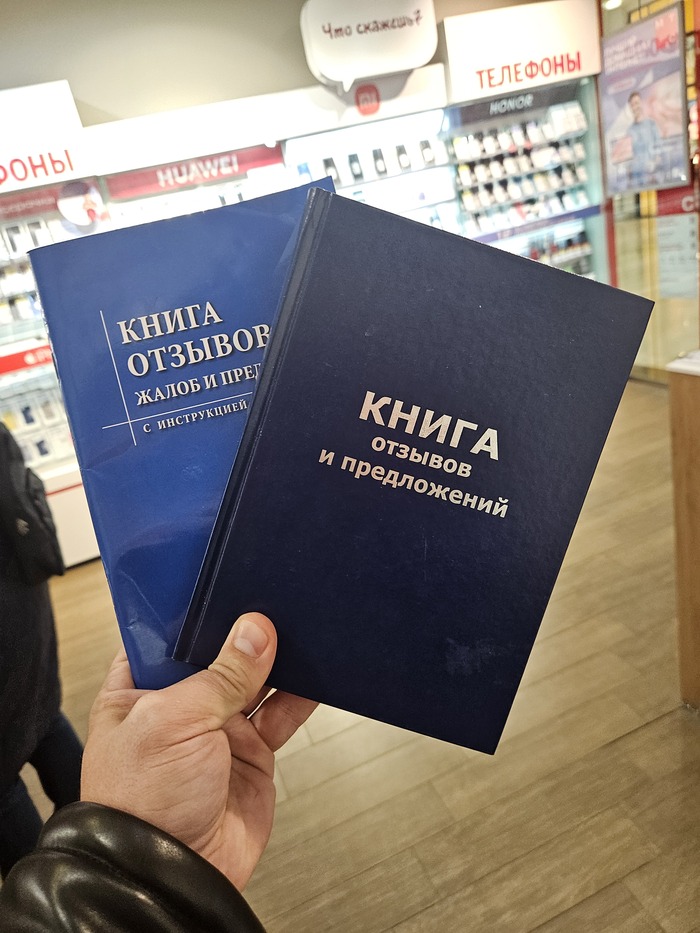 Что скажешь?
ТЕЛЕФОНЫ
HONOR
ФОНЫ
HUAWEI
КНИГА
ОТЗЫВОВ
ЖАЛОБ И ПРЕД
С ИНСТРУКЦИЕЙ
КНИГА
отзывов
и предложений